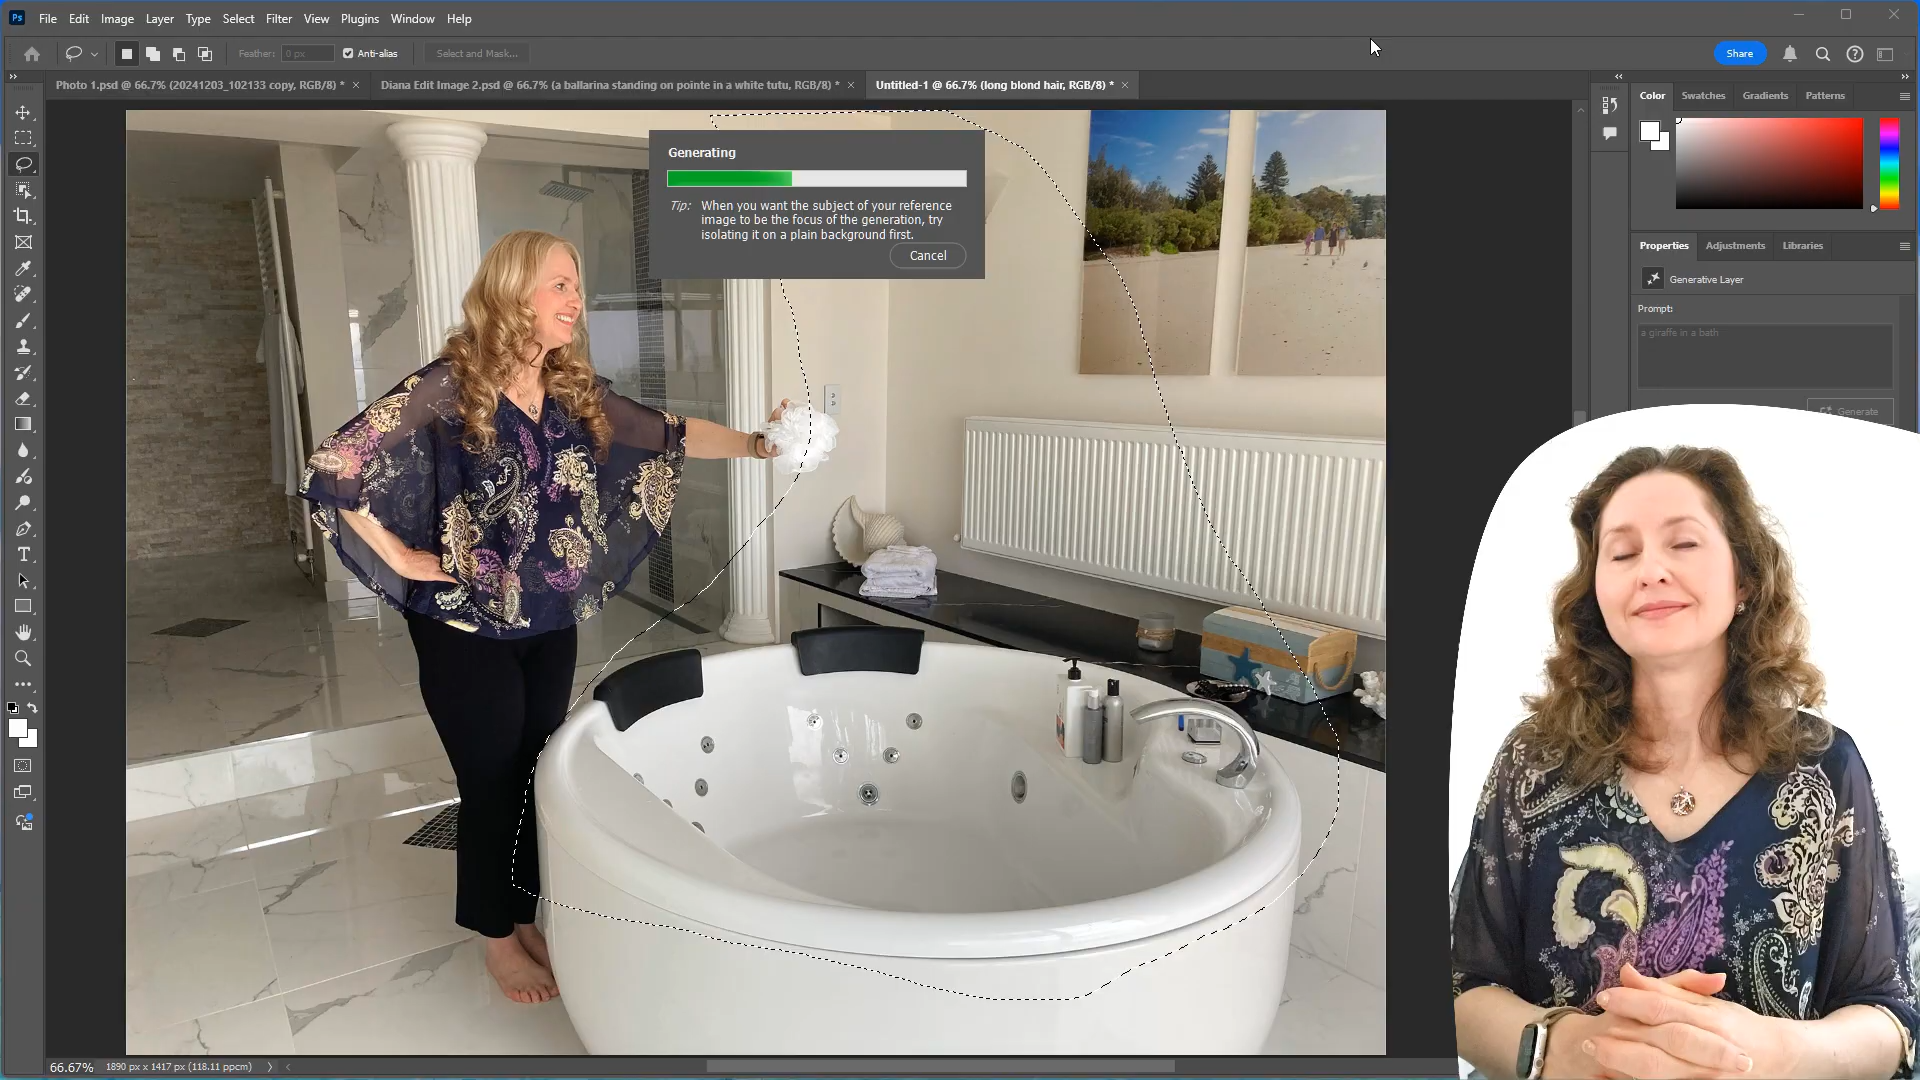 Ps File Edit Image Layer Type Select Filter View Plugins Window Help
Feather: 0 px Anti-alias Select and Mask... Share
Photo 1.psd @ 66.7% (20241203_102133 copy, RGB/8) * Diana Edit Image 2.psd @ 66.7% (a ballarina standing on pointe in a white tutu, RGB/8) * Untitled-1 @ 66.7% (long blond hair, RGB/8) *
Color Swatches Gradients Patterns
Generating
Tip: When you want the subject of your reference
image to be the focus of the generation, try
isolating it on a plain background first.
Cancel
Properties Adjustments Libraries
Generative Layer
Prompt:
a giraffe in a bath
Generate
66.67% 1890 px x 1417 px (118.11 ppcm)